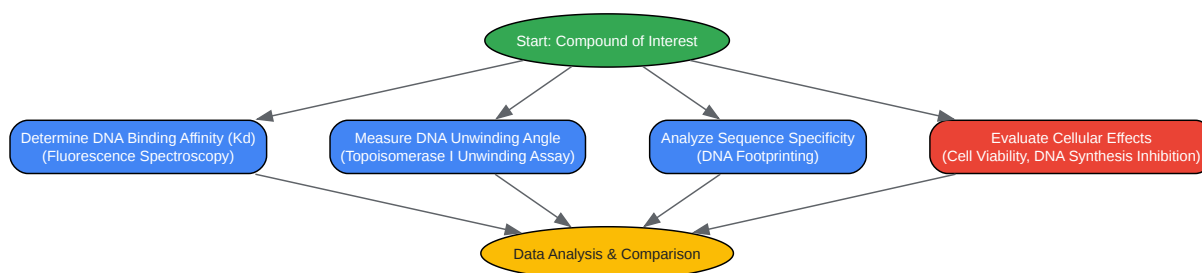 Start: Compound of Interest
Determine DNA Binding Affinity (Kd)
(Fluorescence Spectroscopy)
Measure DNA Unwinding Angle
(Topoisomerase I Unwinding Assay)
Analyze Sequence Specificity
(DNA Footprinting)
Evaluate Cellular Effects
(Cell Viability, DNA Synthesis Inhibition)
Data Analysis & Comparison